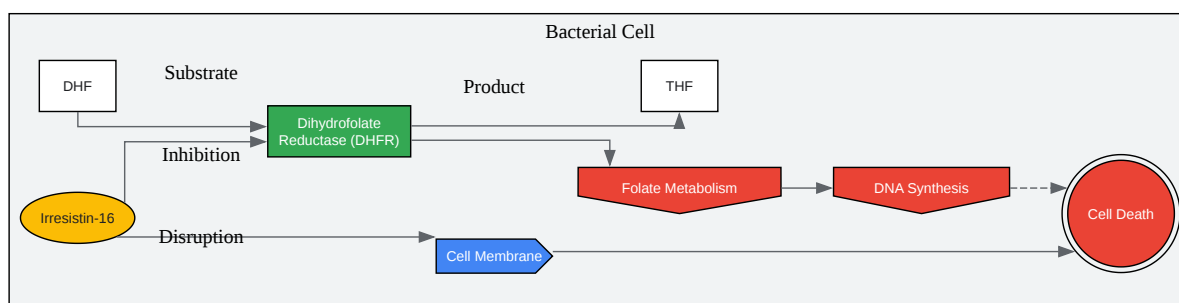 Bacterial Cell
DHF
Substrate
Product
THF
Dihydrofolate
Reductase (DHFR)
Inhibition
Folate Metabolism
DNA Synthesis
Irresistin-16
Cell Death
Disruption
Cell Membrane